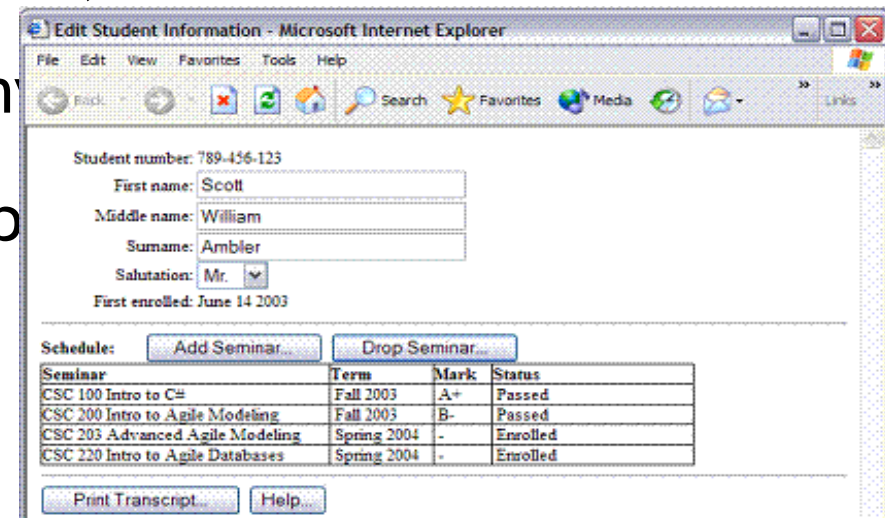 Edit Student Information - Microsoft Internet Explorer
File Edit View Favorites Tools Help
Back Search Favorites Media Links
Student number: 789-456-123
First name: Scott
Middle name: William
Surname: Ambler
Salutation: Mr.
First enrolled: June 14 2003
Schedule: Add Seminar... Drop Seminar...
Seminar Term Mark Status
CSC 100 Intro to C# Fall 2003 A+ Passed
CSC 200 Intro to Agile Modeling Fall 2003 B- Passed
CSC 203 Advanced Agile Modeling Spring 2004 - Enrolled
CSC 220 Intro to Agile Databases Spring 2004 - Enrolled
Print Transcript... Help...